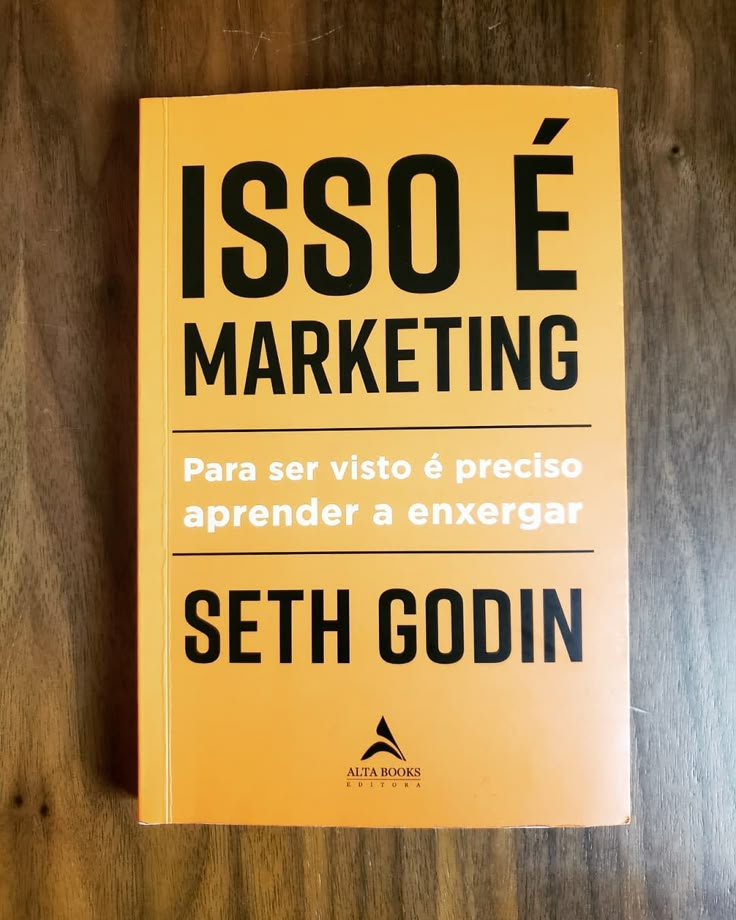 ISSO É
MARKETING
Para ser visto é preciso
aprender a enxergar
SETH GODIN
ALTA BOOKS
EDITORA